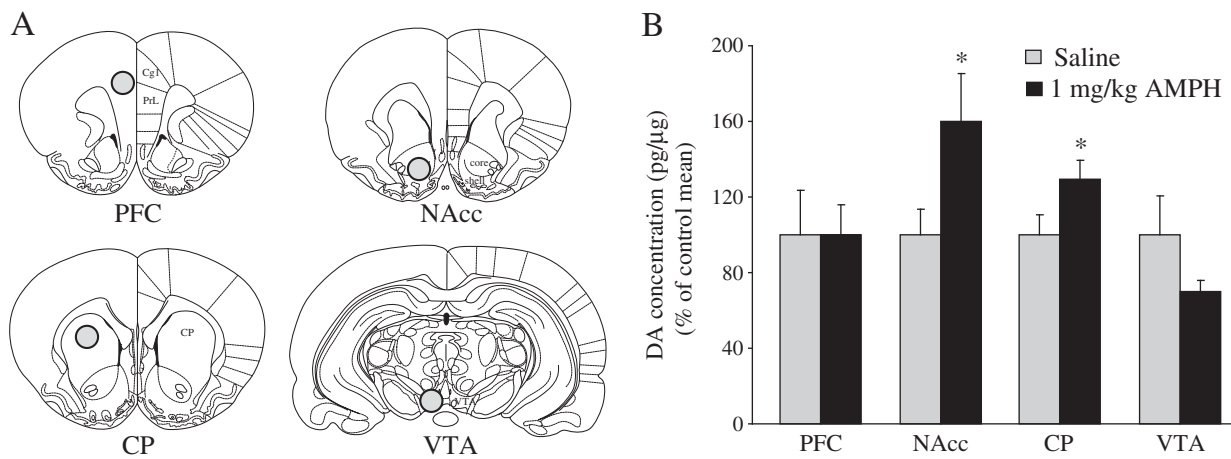 A
Cg1
PrL
PFC
core
shell
NAcc
CP
CP
VTA
VTA
B
DA concentration (pg/µg)
(% of control mean)
200
160
120
80
40
0
Saline
1 mg/kg AMPH
*
*
PFC NAcc CP VTA